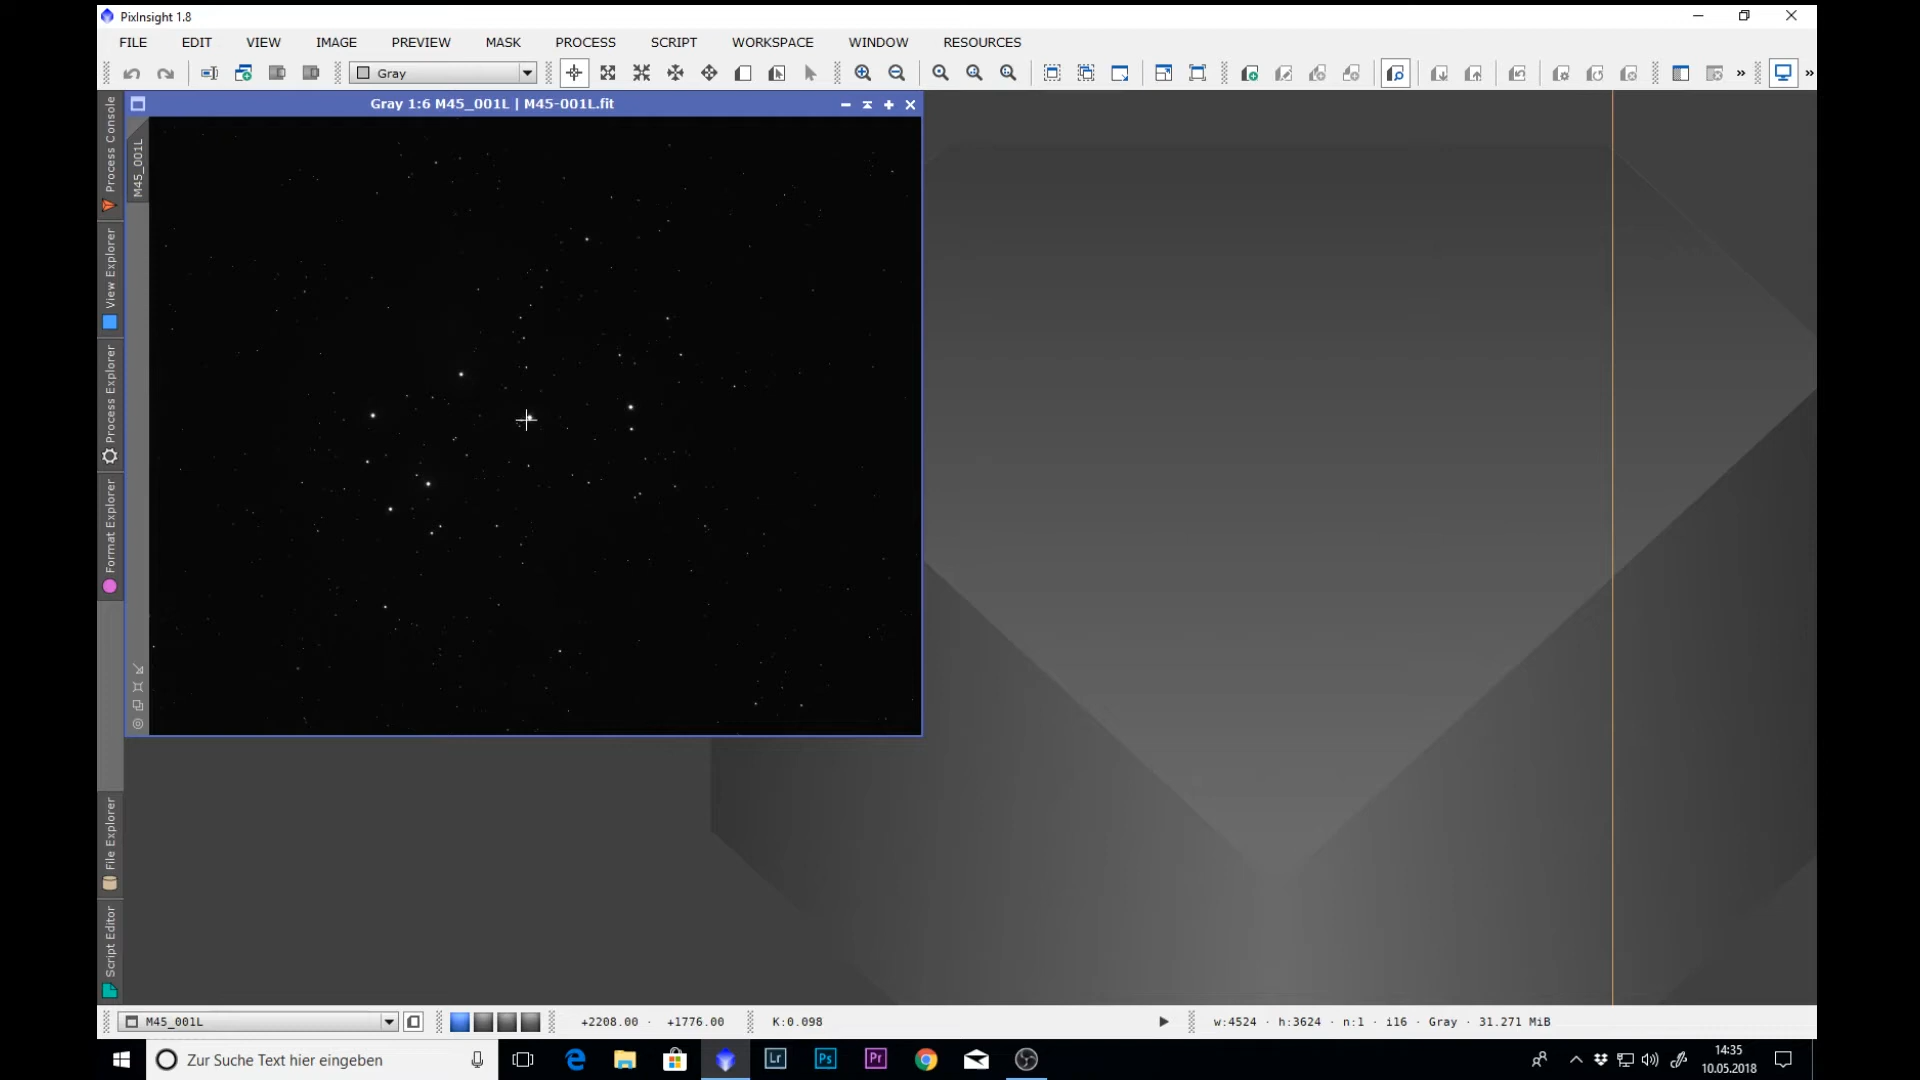 PixInsight 1.8
FILE EDIT VIEW IMAGE PREVIEW MASK PROCESS SCRIPT WORKSPACE WINDOW RESOURCES
Gray
»
»
Gray 1:6 M45_001L | M45-001L.fit
M45_001L
Process Console
View Explorer
Process Explorer
Format Explorer
File Explorer
Script Editor
M45_001L
+2208.00 · +1776.00
K:0.098
w:4524 · h:3624 · n:1 · i16 · Gray · 31.271 MiB
Zur Suche Text hier eingeben
Lr
Ps
Pr
14:35
10.05.2018